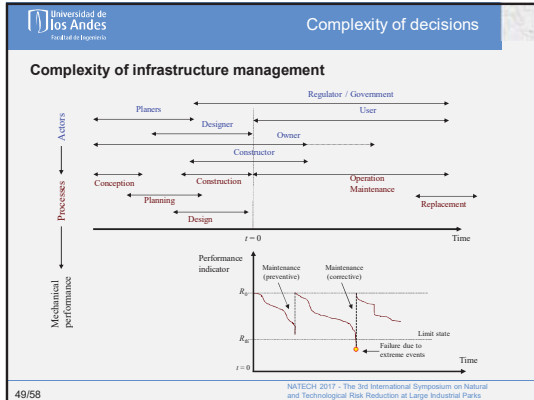 Universidad de
los Andes
Facultad de Ingeniería
Complexity of decisions
Complexity of infrastructure management
Regulator / Government
Planers
User
Designer
Owner
Constructor
Actors
Conception
Construction
Operation
Maintenance
Planning
Replacement
Design
Processes
t = 0
Time
Mechanical
performance
Performance
indicator
Maintenance
(preventive)
Maintenance
(corrective)
Limit state
Failure due to
extreme events
t = 0
Time
49/58
NATECH 2017 - The 3rd International Symposium on Natural
and Technological Risk Reduction at Large Industrial Parks